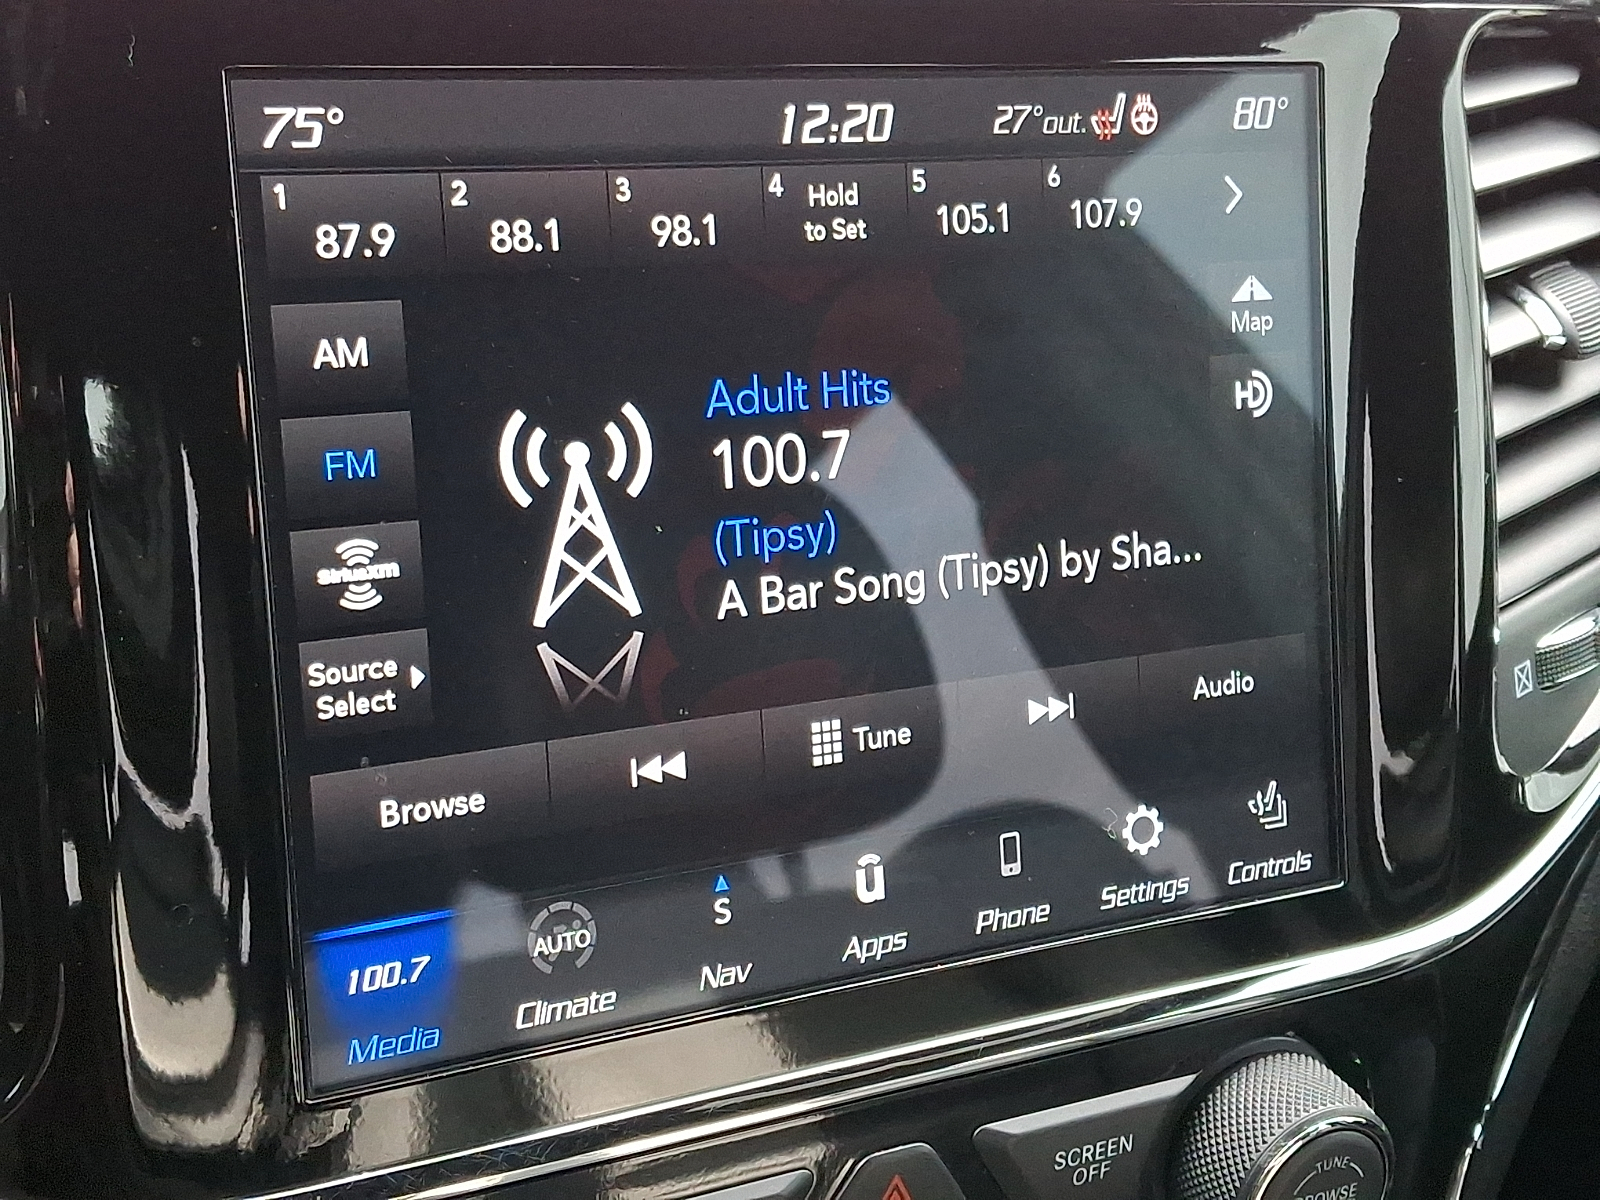 75° 12:20 27°out. 80°
1 2 3 4 Hold 5 6
87.9 88.1 98.1 to Set 105.1 107.9
Map
AM
HD
Adult Hits
FM
100.7
(Tipsy)
siriusxm
A Bar Song (Tipsy) by Sha...
Source
Select
Browse Tune Audio
AUTO S
100.7
Media Climate Nav Apps Phone Settings Controls
SCREEN
OFF
TUNE
BROWSE